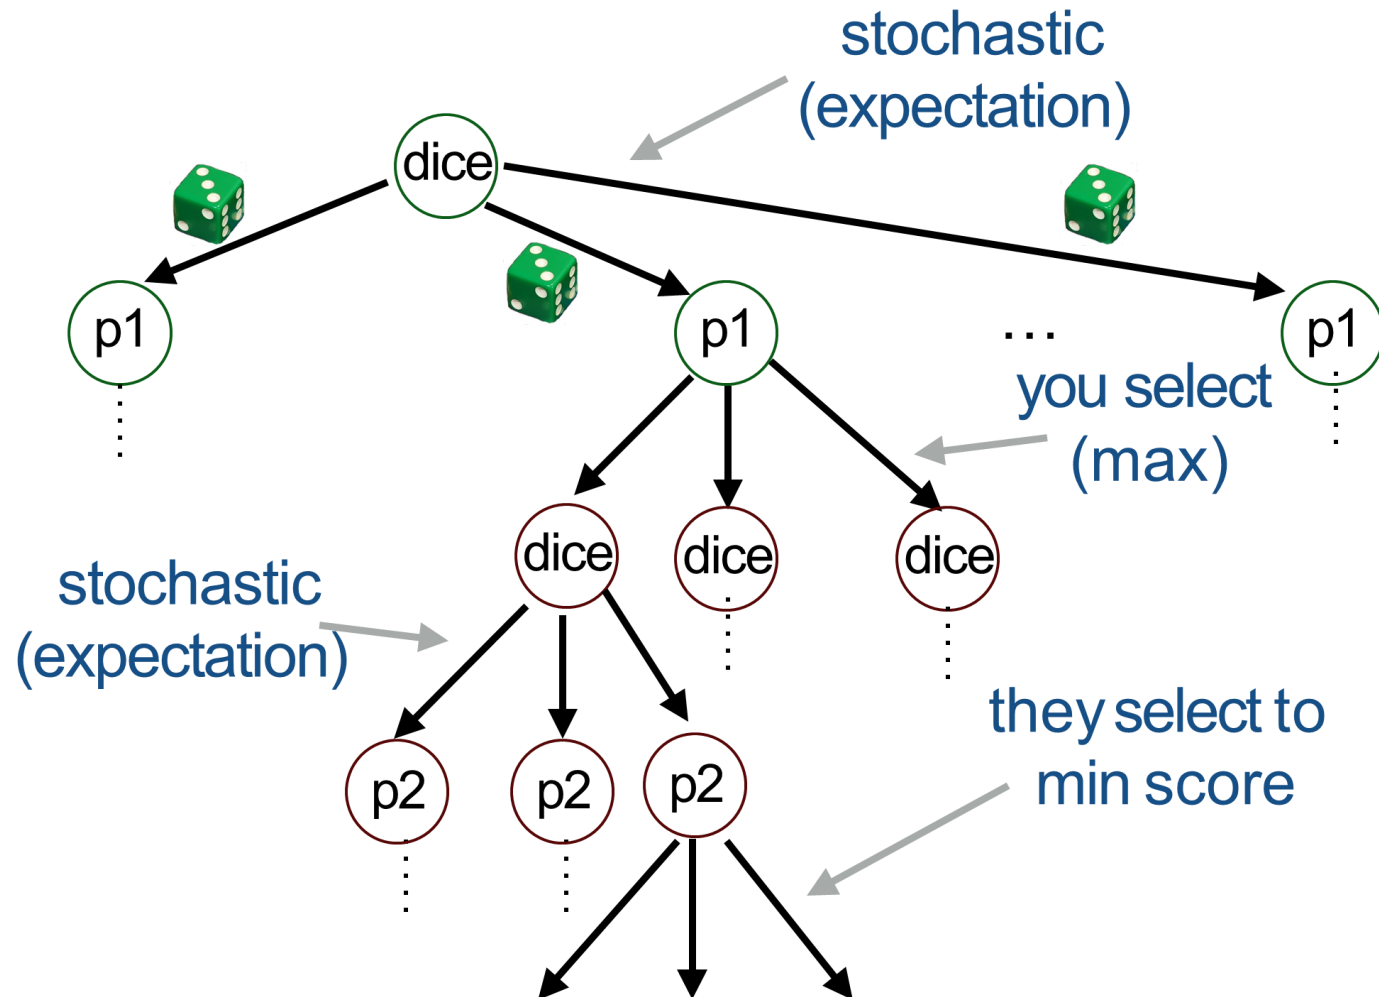 stochastic
(expectation)
dice
p1
p1
...
p1
you select
(max)
dice
dice
dice
stochastic
(expectation)
they select to
min score
p2
p2
p2